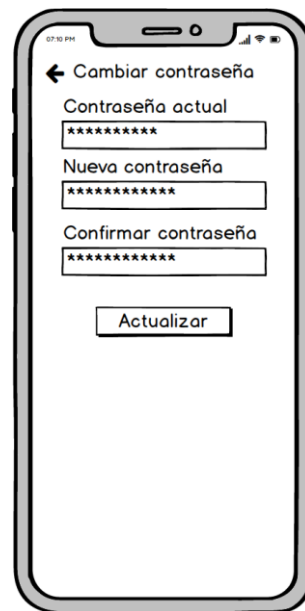 07:10 PM
Cambiar contraseña
Contraseña actual
**********
Nueva contraseña
************
Confirmar contraseña
************
Actualizar